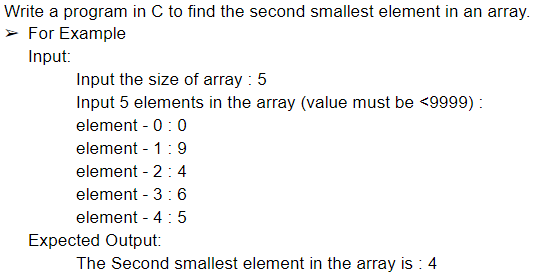 Write a program in C to find the second smallest element in an array.
➢ For Example
Input:
Input the size of array : 5
Input 5 elements in the array (value must be <9999) :
element - 0 : 0
element - 1 : 9
element - 2 : 4
element - 3 : 6
element - 4 : 5
Expected Output:
The Second smallest element in the array is : 4